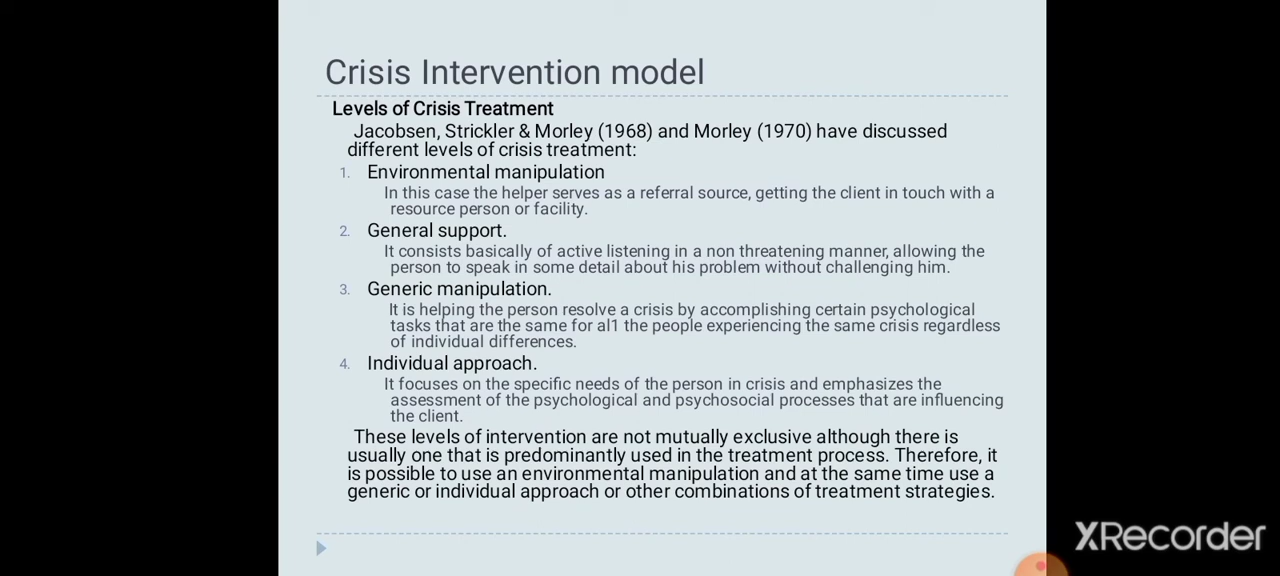 Crisis Intervention model
Levels of Crisis Treatment
Jacobsen, Strickler & Morley (1968) and Morley (1970) have discussed
different levels of crisis treatment:
1. Environmental manipulation
In this case the helper serves as a referral source, getting the client in touch with a
resource person or facility.
2. General support.
It consists basically of active listening in a non threatening manner, allowing the
person to speak in some detail about his problem without challenging him.
3. Generic manipulation.
It is helping the person resolve a crisis by accomplishing certain psychological
tasks that are the same for al1 the people experiencing the same crisis regardless
of individual differences.
4. Individual approach.
It focuses on the specific needs of the person in crisis and emphasizes the
assessment of the psychological and psychosocial processes that are influencing
the client.
These levels of intervention are not mutually exclusive although there is
usually one that is predominantly used in the treatment process. Therefore, it
is possible to use an environmental manipulation and at the same time use a
generic or individual approach or other combinations of treatment strategies.
XRecorder